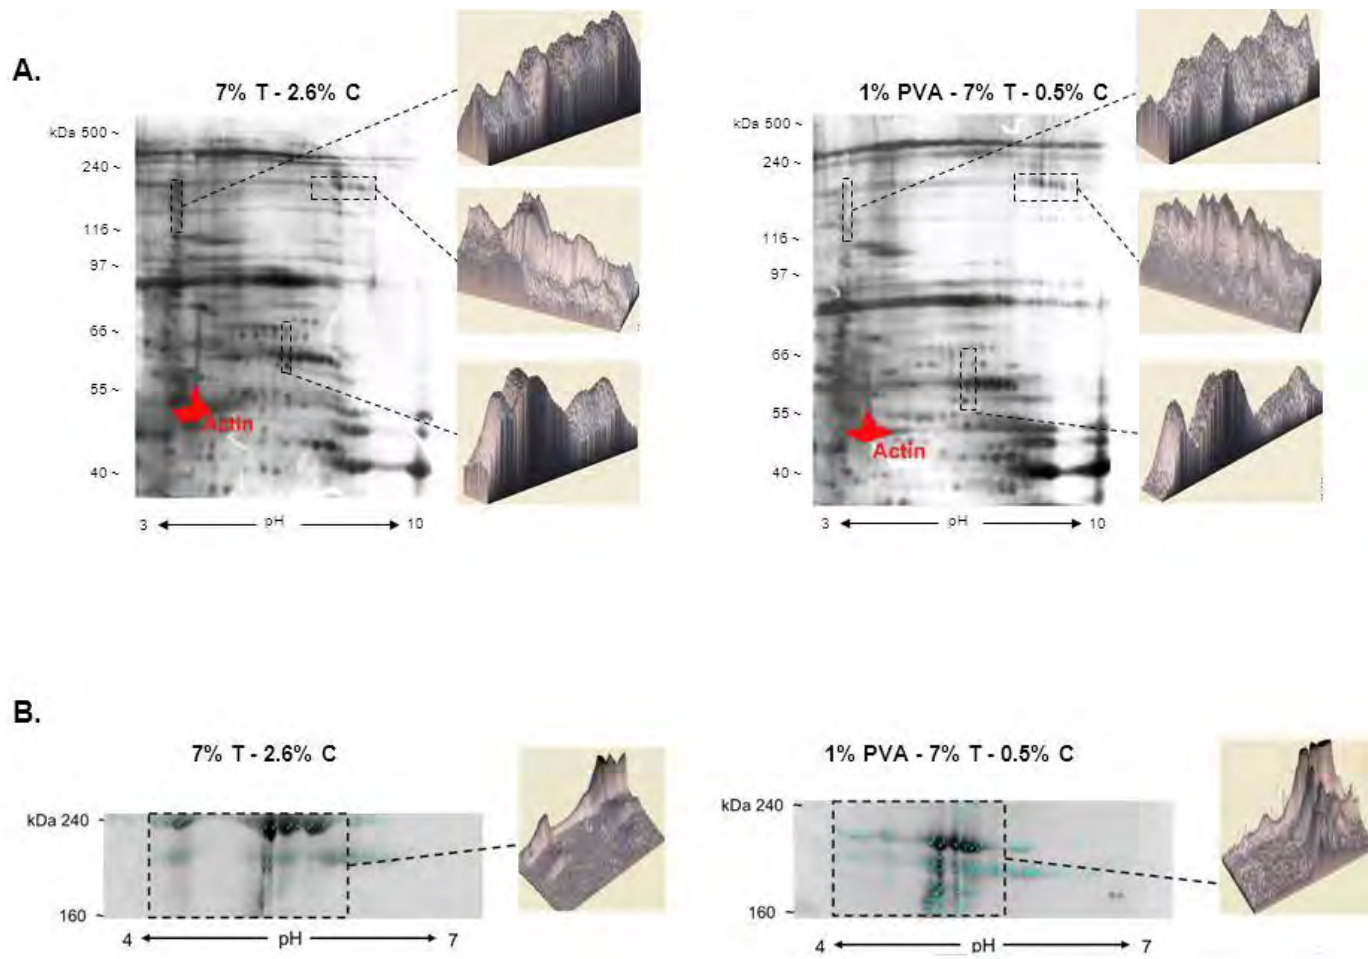 A.
7% T - 2.6% C
1% PVA - 7% T - 0.5% C
kDa 500 ~
240 ~
116 ~
97 ~
66 ~
55 ~
40 ~
Actin
3
pH
10
kDa 500 ~
240 ~
116 ~
97 ~
66 ~
55 ~
40 ~
Actin
3
pH
10
B.
7% T - 2.6% C
1% PVA - 7% T - 0.5% C
kDa 240 ~
160 ~
4
pH
7
kDa 240 ~
160 ~
4
pH
7